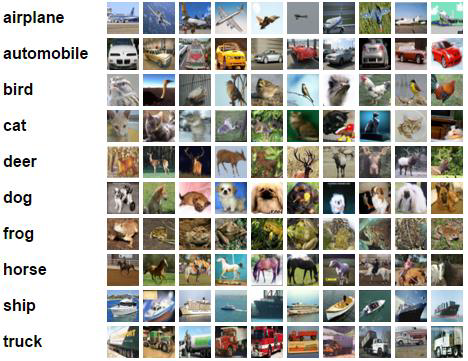 airplane
automobile
bird
cat
deer
dog
frog
horse
ship
truck